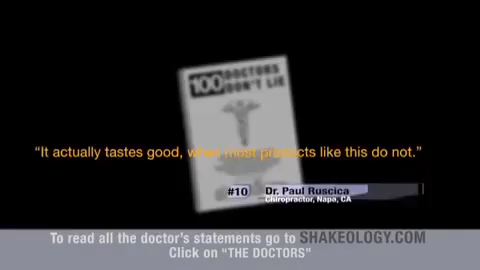 100 DOCTORS
DON'T LIE
“It actually tastes good, when most products like this do not.”
#10 Dr. Paul Ruscica
Chiropractor, Napa, CA
To read all the doctor's statements go to SHAKEOLOGY.COM
Click on “THE DOCTORS”